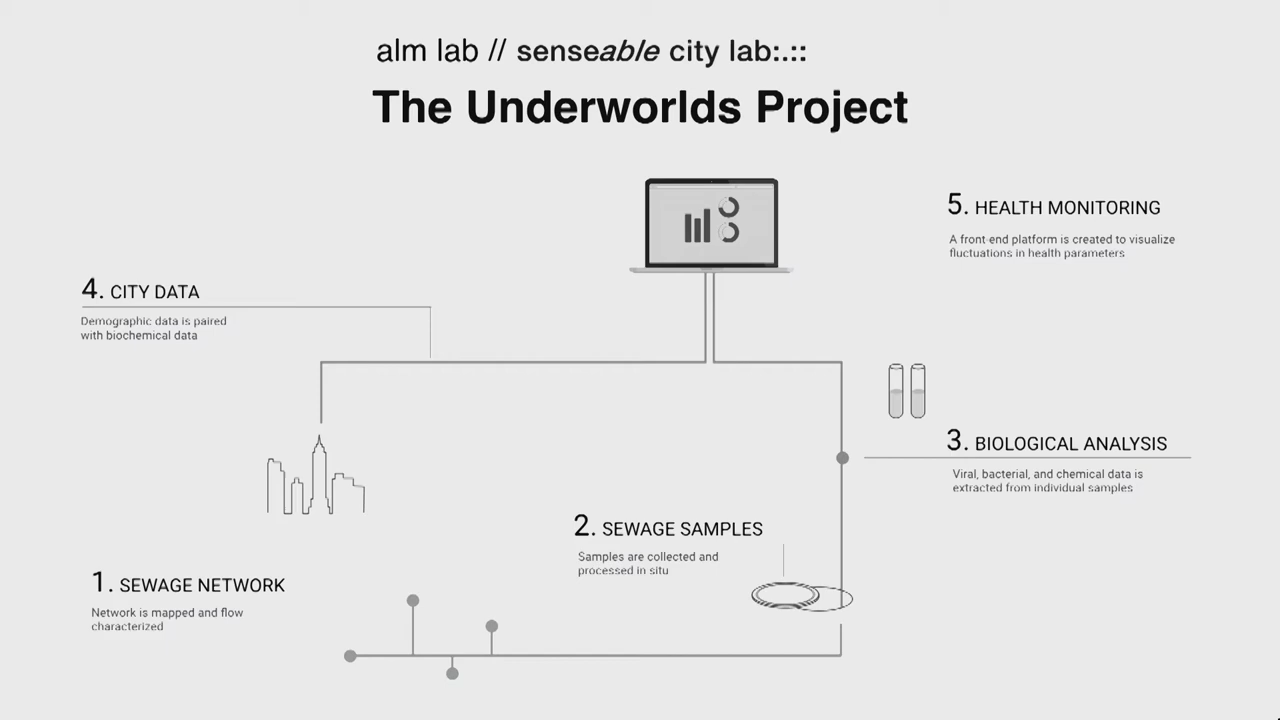 alm lab // senseable city lab:.::
The Underworlds Project
5. HEALTH MONITORING
A front end platform is created to visualize
fluctuations in health parameters
4. CITY DATA
Demographic data is paired
with biochemical data
3. BIOLOGICAL ANALYSIS
Viral, bacterial, and chemical data is
extracted from individual samples
2. SEWAGE SAMPLES
Samples are collected and
processed in situ
1. SEWAGE NETWORK
Network is mapped and flow
characterized